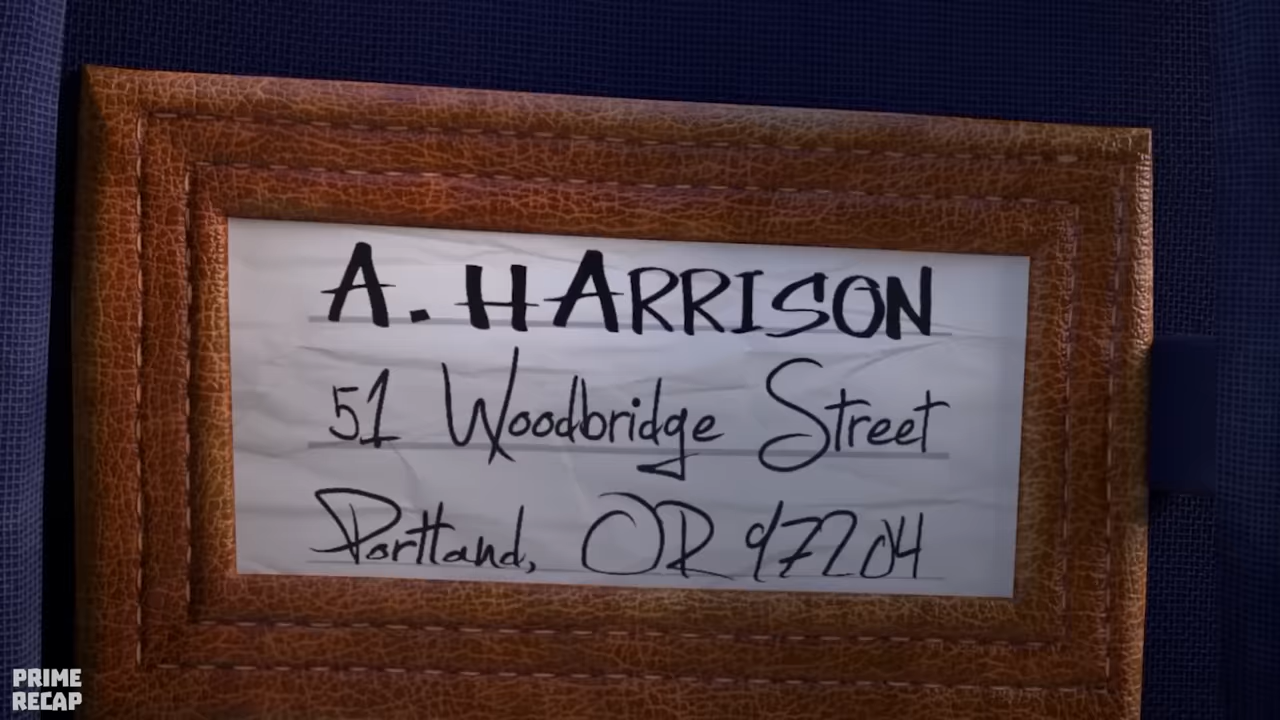 A. HARRISON
51 Woodbridge Street
Portland, OR 97204
PRIME
RECAP